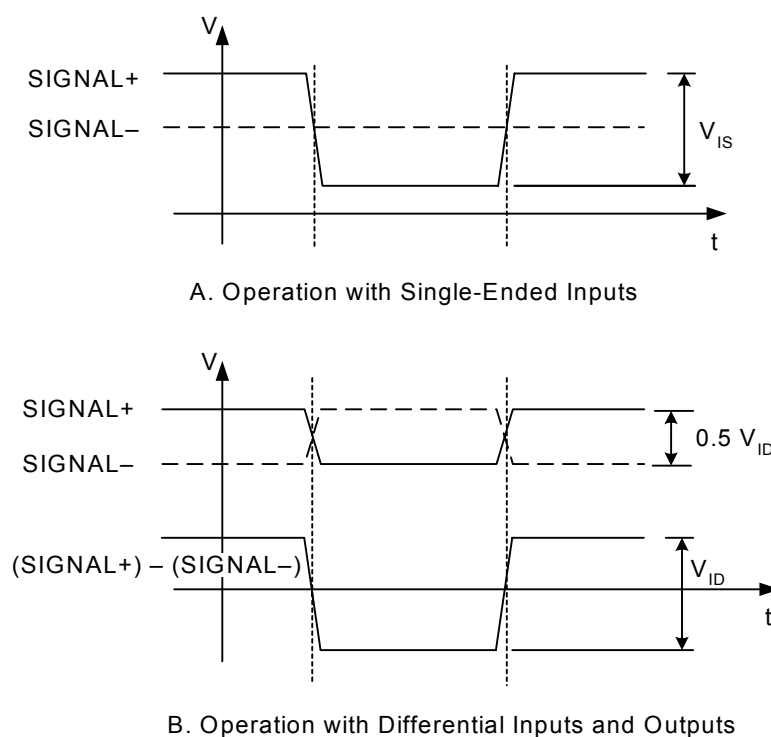 V
SIGNAL+
SIGNAL–
V_IS
t
A. Operation with Single-Ended Inputs
V
SIGNAL+
SIGNAL–
0.5 V_ID
(SIGNAL+) – (SIGNAL–)
V_ID
t
B. Operation with Differential Inputs and Outputs